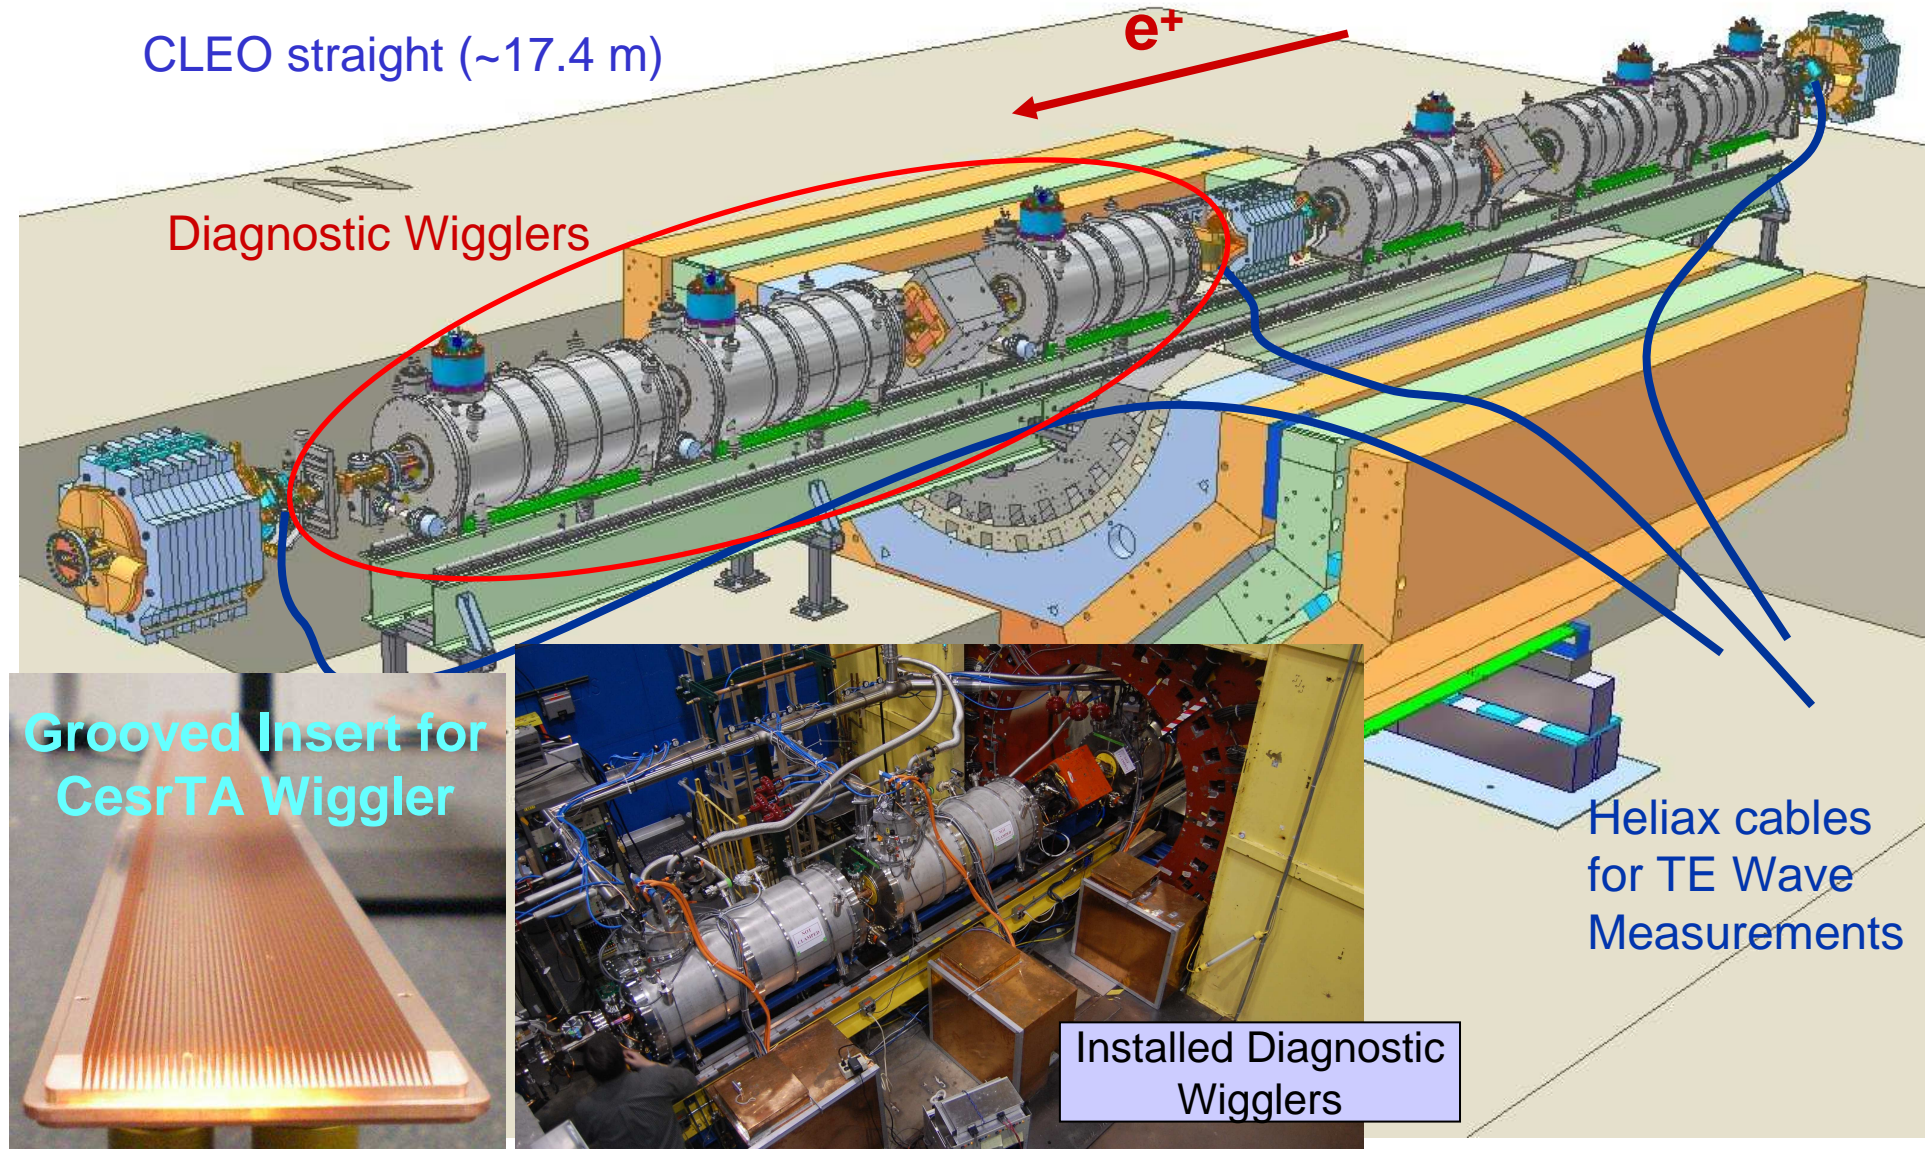 CLEO straight (~17.4 m)
e+
N
Diagnostic Wigglers
Grooved Insert for
CesrTA Wiggler
Heliax cables
for TE Wave
Measurements
Installed Diagnostic
Wigglers